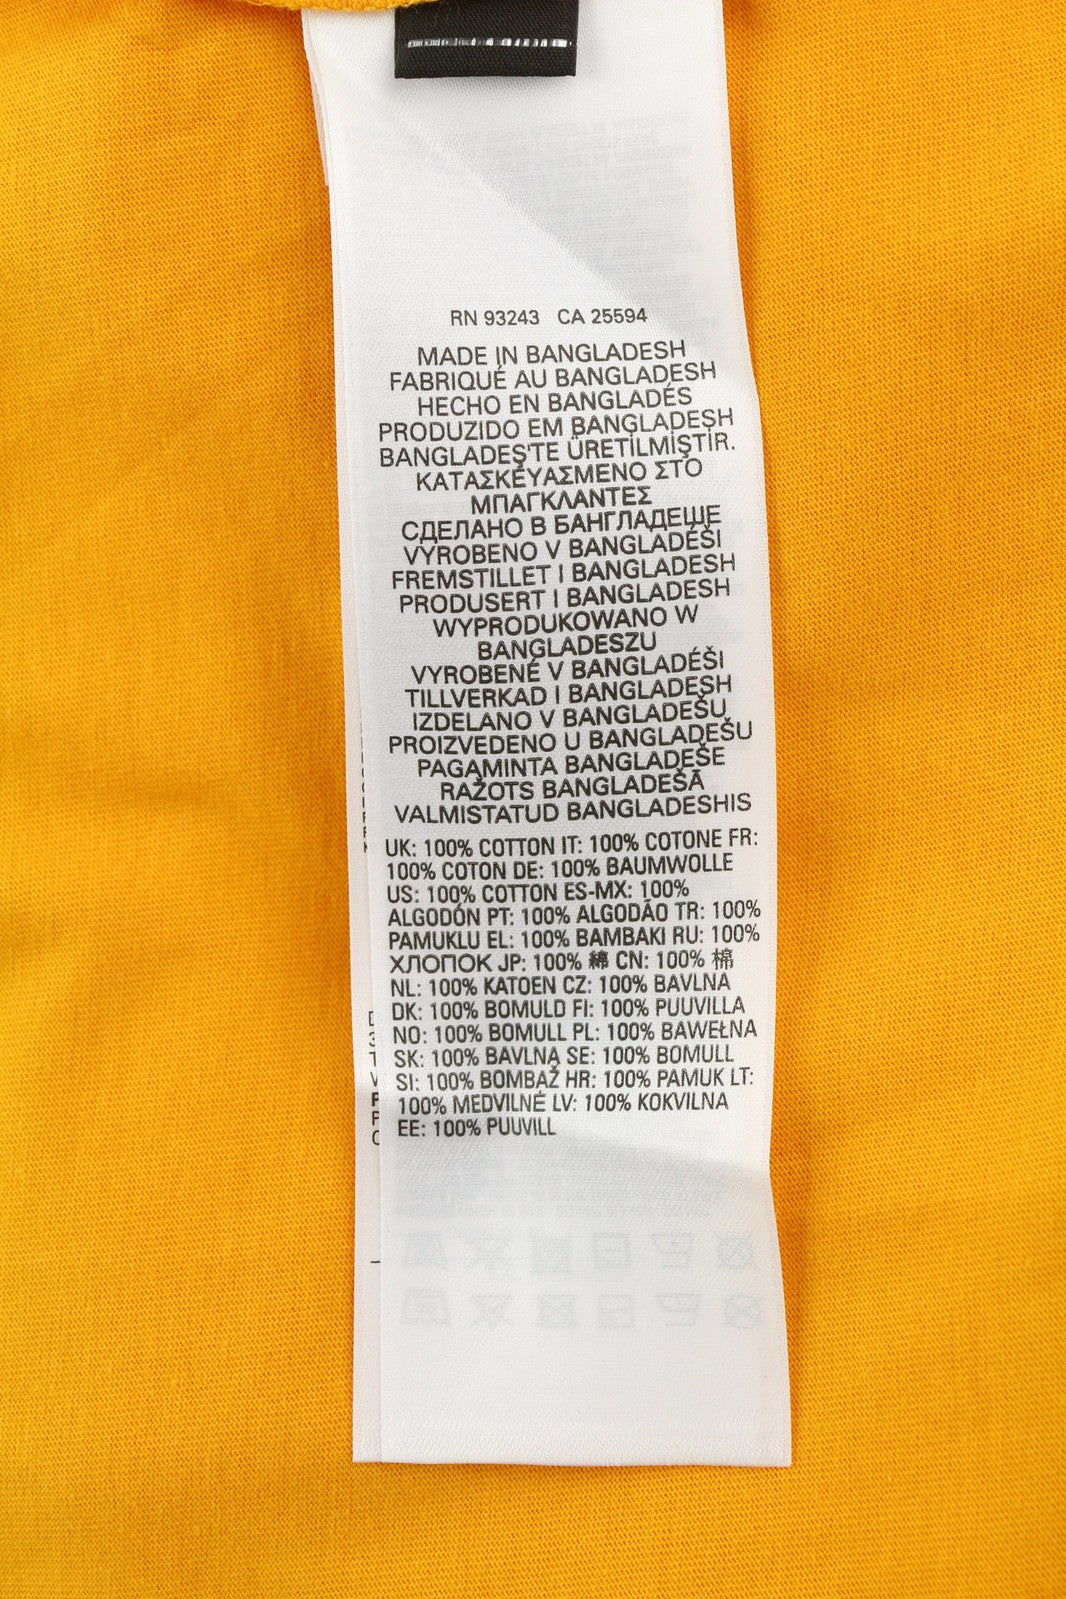 RN 93243 CA 25594
MADE IN BANGLADESH
FABRIQUÉ AU BANGLADESH
HECHO EN BANGLADÉS
PRODUZIDO EM BANGLADESH
BANGLADEŞ'TE ÜRETİLMİŞTİR.
ΚΑΤΑΣΚΕΥΑΣΜΕΝΟ ΣΤΟ
ΜΠΑΓΚΛΑΝΤΕΣ
СДЕЛАНО В БАНГЛАДЕШЕ
VYROBENO V BANGLADÉŠI
FREMSTILLET I BANGLADESH
PRODUSERT I BANGLADESH
WYPRODUKOWANO W
BANGLADESZU
VYROBENÉ V BANGLADÉŠI
TILLVERKAD I BANGLADESH
IZDELANO V BANGLADEŠU
PROIZVEDENO U BANGLADEŠU
PAGAMINTA BANGLADEŠE
RAŽOTS BANGLADEŠĀ
VALMISTATUD BANGLADESHIS
UK: 100% COTTON IT: 100% COTONE FR:
100% COTON DE: 100% BAUMWOLLE
US: 100% COTTON ES-MX: 100%
ALGODÓN PT: 100% ALGODÃO TR: 100%
PAMUKLU EL: 100% BAMBAKI RU: 100%
ХЛОПОК JP: 100% 綿 CN: 100% 棉
NL: 100% KATOEN CZ: 100% BAVLNA
DK: 100% BOMULD FI: 100% PUUVILLA
NO: 100% BOMULL PL: 100% BAWEŁNA
SK: 100% BAVLNA SE: 100% BOMULL
SI: 100% BOMBAŽ HR: 100% PAMUK LT:
100% MEDVILNĖ LV: 100% KOKVILNA
EE: 100% PUUVILL